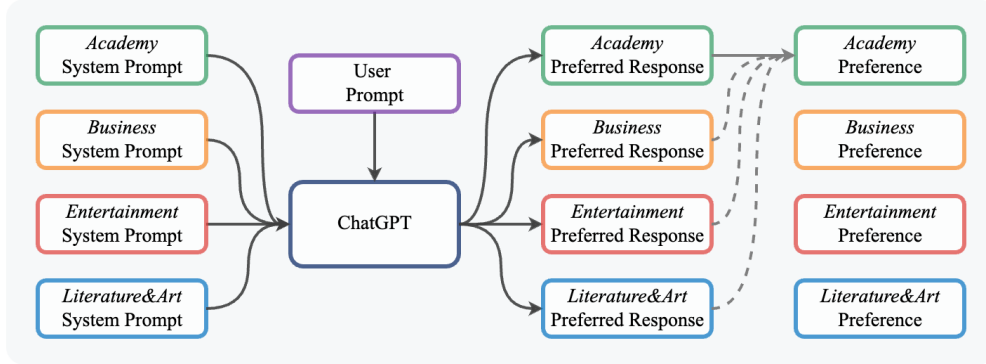 Academy
System Prompt
Business
System Prompt
Entertainment
System Prompt
Literature&Art
System Prompt
User
Prompt
ChatGPT
Academy
Preferred Response
Business
Preferred Response
Entertainment
Preferred Response
Literature&Art
Preferred Response
Academy
Preference
Business
Preference
Entertainment
Preference
Literature&Art
Preference